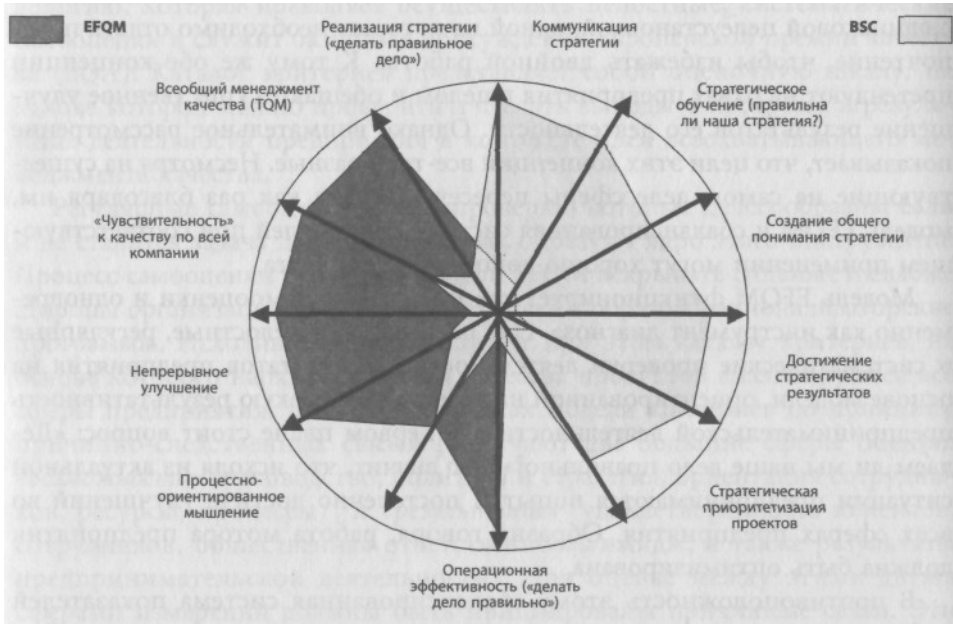 EFQM
BSC
Реализация стратегии
(«делать правильное
дело»)
Коммуникация
стратегии
Всеобщий менеджмент
качества (TQM)
Стратегическое
обучение (правильна
ли наша стратегия?)
"Чувствительность"
к качеству по всей
компании
Создание общего
понимания стратегии
Непрерывное
улучшение
Достижение
стратегических
результатов
Процессно-
ориентированное
мышление
Стратегическая
приоритетизация
проектов
Операционная
эффективность («делать
дело правильно»)